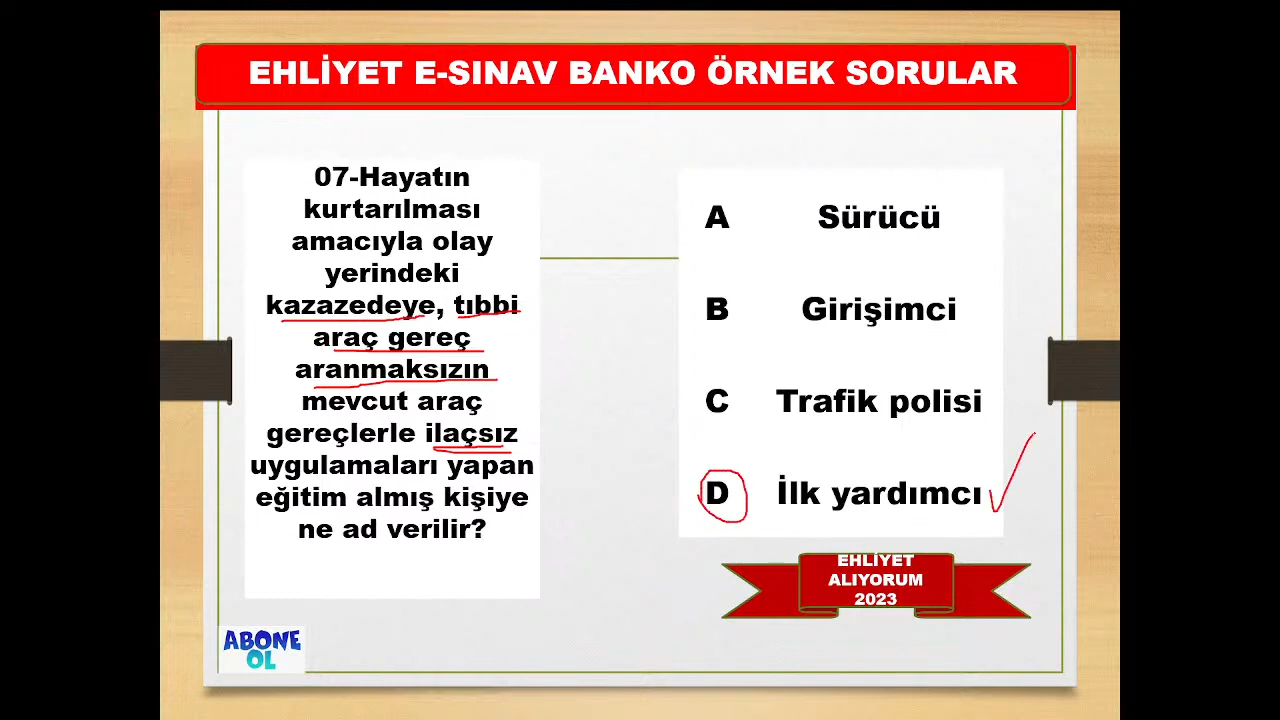 EHLİYET E-SINAV BANKO ÖRNEK SORULAR
07-Hayatın
kurtarılması
amacıyla olay
yerindeki
kazazedeye, tıbbi
araç gereç
aranmaksızın
mevcut araç
gereçlerle ilaçsız
uygulamaları yapan
eğitim almış kişiye
ne ad verilir?
A Sürücü
B Girişimci
C Trafik polisi
D İlk yardımcı
EHLİYET
ALIYORUM
2023
ABONE
OL